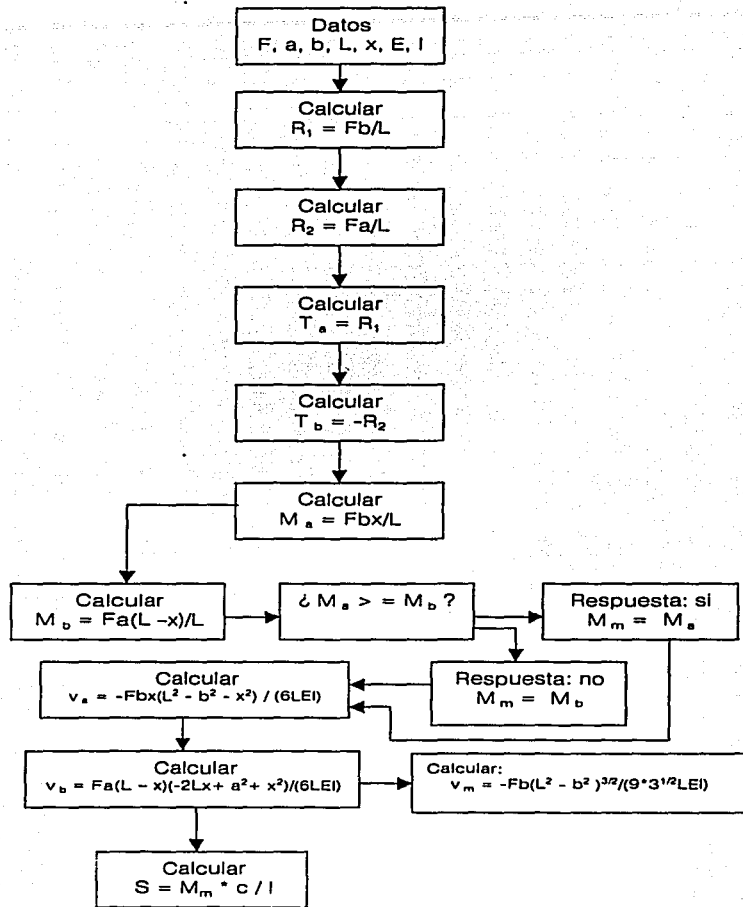 Datos
F, a, b, L, x, E, I
Calcular
R₁ = Fb/L
Calcular
R₂ = Fa/L
Calcular
T ₐ = R₁
Calcular
T b = -R₂
Calcular
M ₐ = Fbx/L
Calcular
M b = Fa(L -x)/L
¿ M ₐ > = M b ?
Respuesta: si
M m = M ₐ
Respuesta: no
M m = M b
Calcular
v ₐ = -Fbx(L² - b² - x²) / (6LEI)
Calcular
v b = Fa(L - x)(-2Lx + a² + x²)/(6LEI)
Calcular:
v m = -Fb(L² - b² )³/²/(9*3¹/²LEI)
Calcular
S = M m * c / I